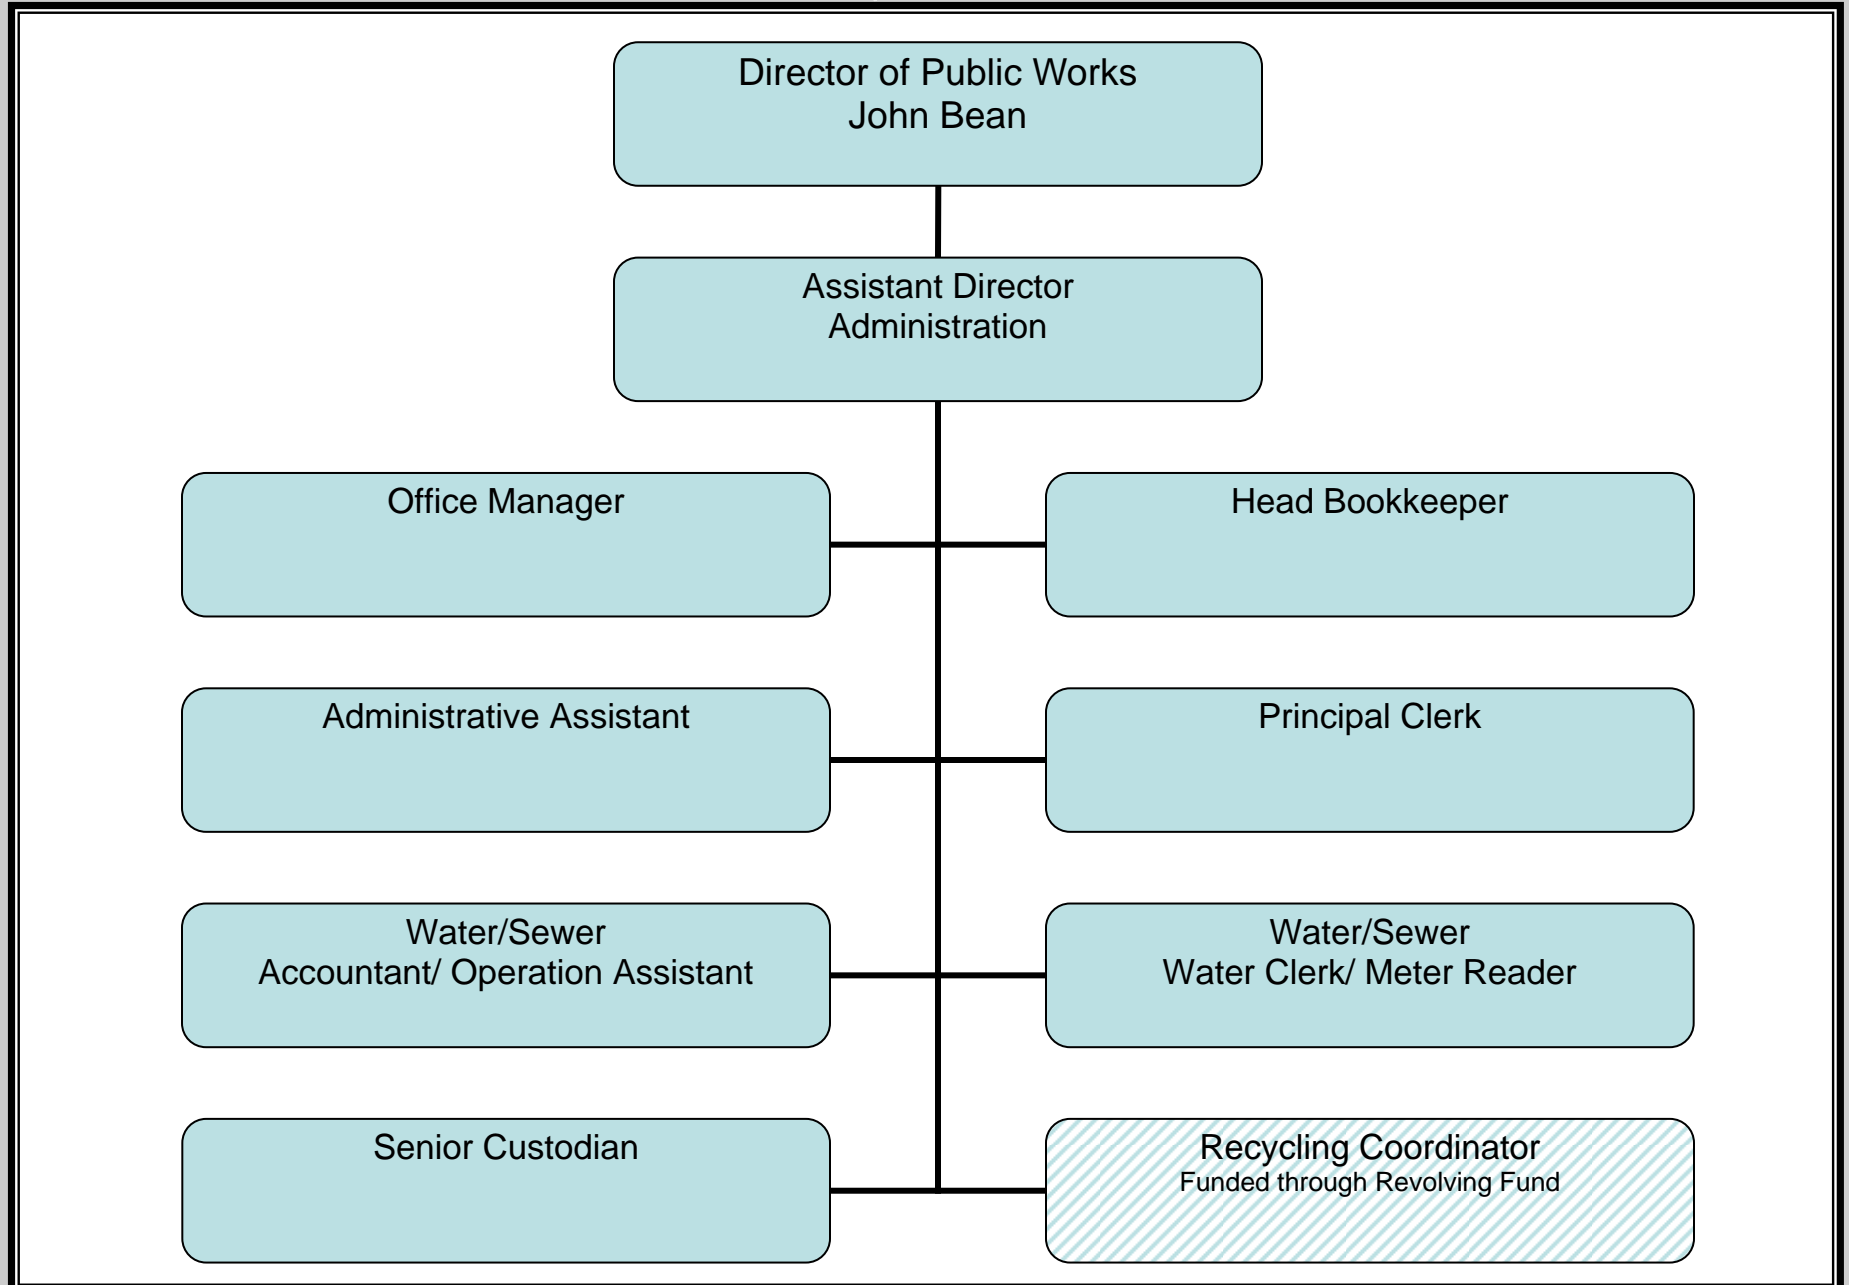 Director of Public Works
John Bean
Assistant Director
Administration
Office Manager
Head Bookkeeper
Administrative Assistant
Principal Clerk
Water/Sewer
Accountant/ Operation Assistant
Water/Sewer
Water Clerk/ Meter Reader
Senior Custodian
Recycling Coordinator
Funded through Revolving Fund